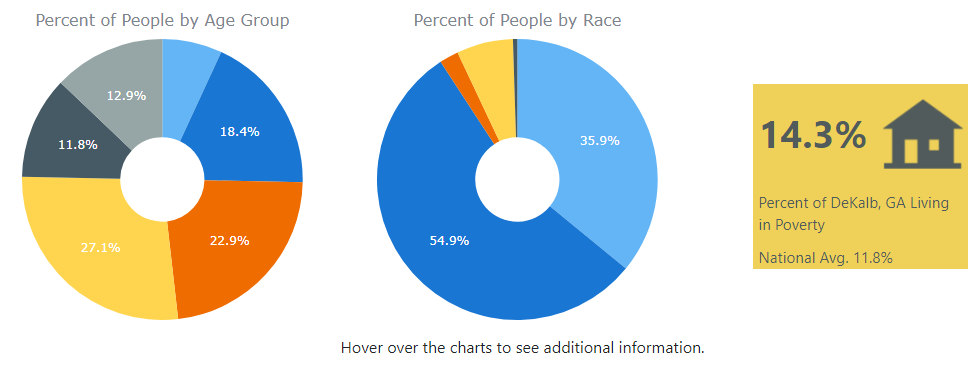 Percent of People by Age Group
12.9%
18.4%
11.8%
22.9%
27.1%
Percent of People by Race
35.9%
54.9%
14.3%
Percent of DeKalb, GA Living
in Poverty
National Avg. 11.8%
Hover over the charts to see additional information.